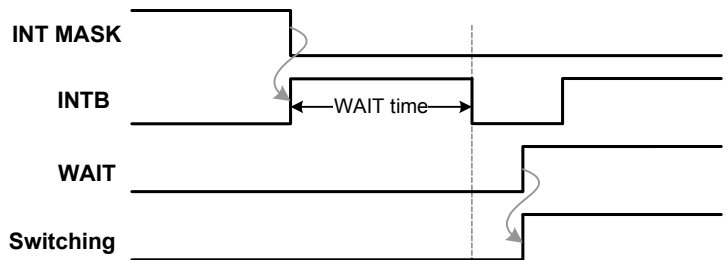 INT MASK
INTB
WAIT time
WAIT
Switching